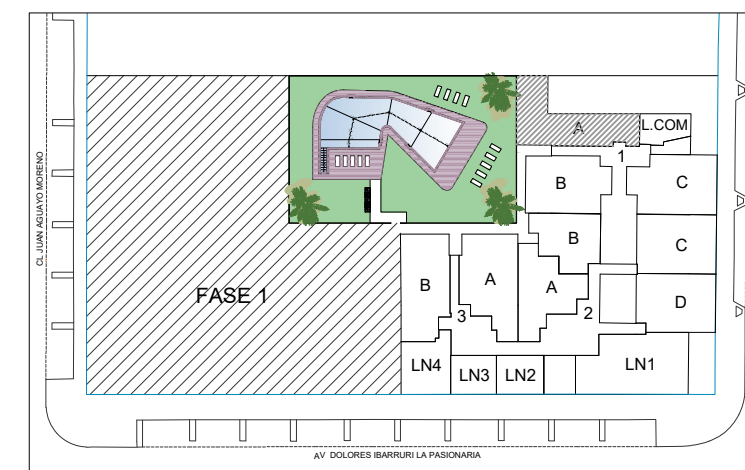 A
L.COM
1
B
C
B
C
CL JUAN AGUAYO MORENO
FASE 1
B
A
A
D
3
2
LN4
LN3
LN2
LN1
AV DOLORES IBARRURI LA PASIONARIA